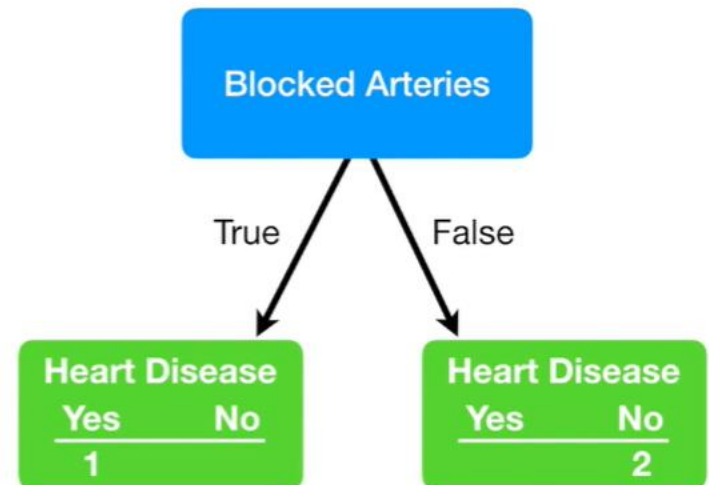 Blocked Arteries
True
False
Heart Disease
Yes No
1
Heart Disease
Yes No
2